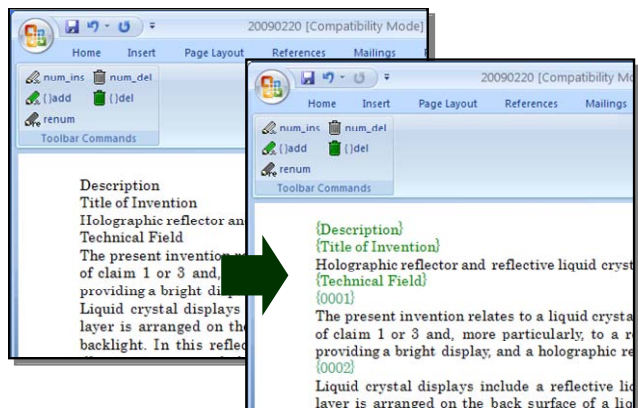 20090220 [Compatibility Mode]
Home Insert Page Layout References Mailings
num_ins num_del
{}add {}del
renum
Toolbar Commands
Description
Title of Invention
Holographic reflector an
Technical Field
The present invention
of claim 1 or 3 and,
providing a bright
Liquid crystal displays
layer is arranged on the
backlight. In this reflec
20090220 [Compatibility Mo
Home Insert Page Layout References Mailings
num_ins num_del
{}add {}del
renum
Toolbar Commands
{Description}
{Title of Invention}
Holographic reflector and reflective liquid cryst
{Technical Field}
{0001}
The present invention relates to a liquid crysta
of claim 1 or 3 and, more particularly, to a r
providing a bright display, and a holographic re
{0002}
Liquid crystal displays include a reflective li
layer is arranged on the back surface of a liq